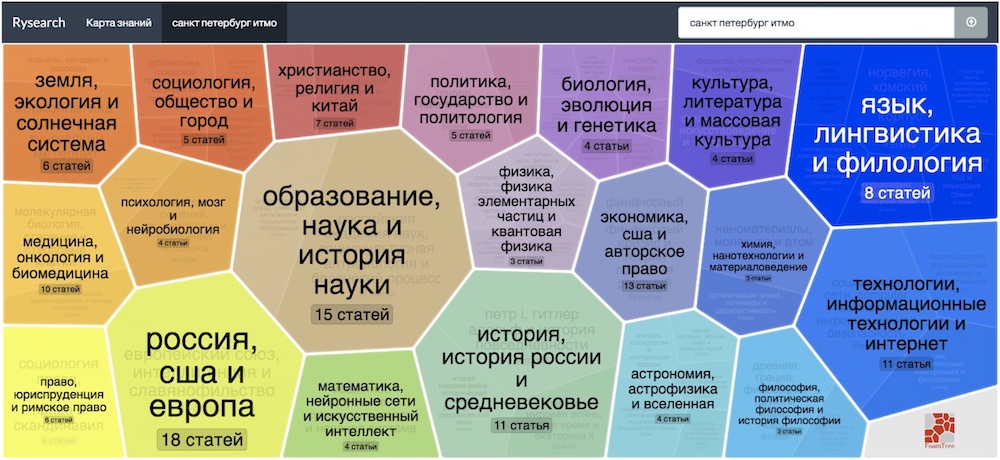 Rysearch
Карта знаний
санкт петербург итмо
санкт петербург итмо
земля,
экология и
солнечная
система
6 статей
социология,
общество и
город
5 статей
христианство,
религия и
китай
7 статей
политика,
государство и
политология
5 статей
биология,
эволюция
и генетика
4 статьи
культура,
литература
и массовая
культура
4 статьи
язык,
лингвистика
и филология
8 статей
медицина,
онкология и
биомедицина
10 статей
психология, мозг
и
нейробиология
4 статьи
образование,
наука и
история
науки
15 статей
физика,
физика
элементарных
частиц и
квантовая
физика
3 статьи
экономика,
сша и
авторское
право
13 статей
химия,
нанотехнологии и
материаловедение
3 статьи
технологии,
информационные
технологии и
интернет
11 статей
право,
юриспруденция
и римское право
6 статей
россия,
сша и
европа
18 статей
математика,
нейронные сети
и искусственный
интеллект
4 статьи
история,
история россии
и
средневековье
11 статья
астрономия,
астрофизика
и вселенная
4 статьи
философия,
политическая
философия и
история философии
3 статьи
FoamTree